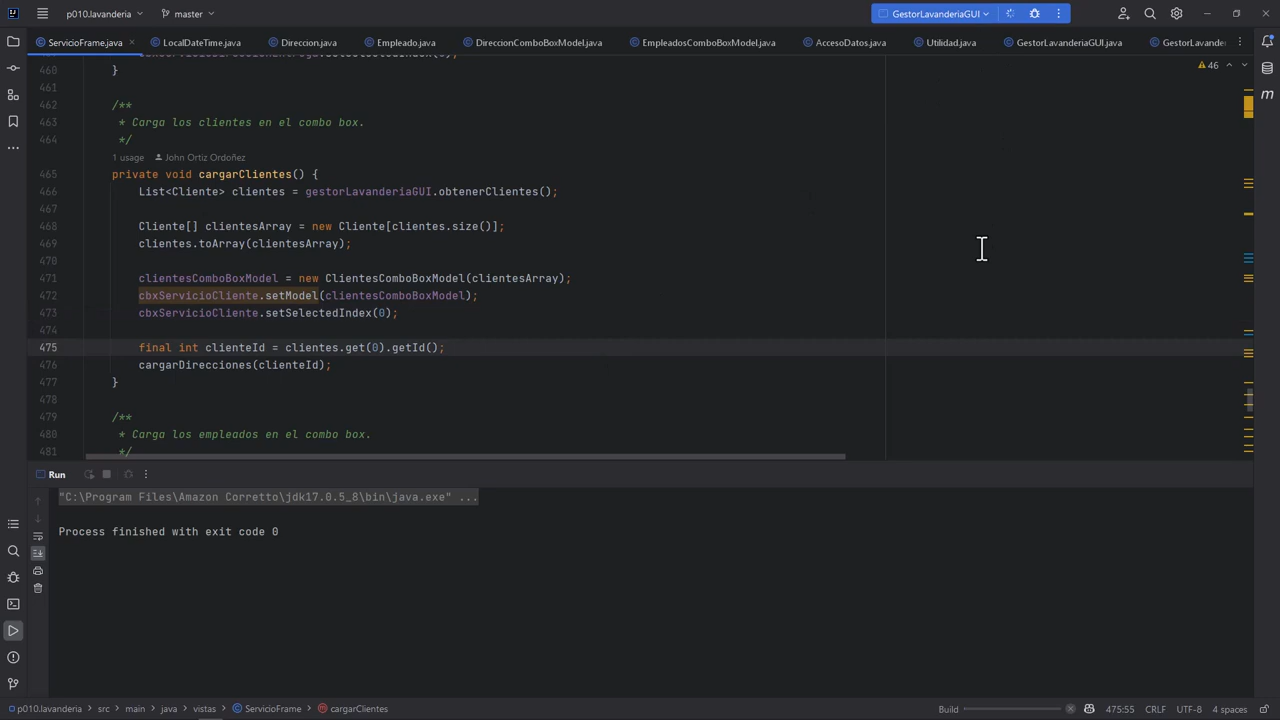 p010.lavanderia
master
GestorLavanderiaGUI
ServicioFrame.java
LocalDateTime.java
Direccion.java
Empleado.java
DireccionComboBoxModel.java
EmpleadosComboBoxModel.java
AccesoDatos.java
Utilidad.java
GestorLavanderiaGUI.java
GestorLavander
46
460 }
461
462 /**
463 * Carga los clientes en el combo box.
464 */
1 usage John Ortiz Ordoñez
465 private void cargarClientes() {
466 List<Cliente> clientes = gestorLavanderiaGUI.obtenerClientes();
467
468 Cliente[] clientesArray = new Cliente[clientes.size()];
469 clientes.toArray(clientesArray);
470
471 clientesComboBoxModel = new ClientesComboBoxModel(clientesArray);
472 cbxServicioCliente.setModel(clientesComboBoxModel);
473 cbxServicioCliente.setSelectedIndex(0);
474
475 final int clienteId = clientes.get(0).getId();
476 cargarDirecciones(clienteId);
477 }
478
479 /**
480 * Carga los empleados en el combo box.
481 */
Run
"C:\Program Files\Amazon Corretto\jdk17.0.5_8\bin\java.exe" ...
Process finished with exit code 0
p010.lavanderia > src > main > java > vistas > ServicioFrame > cargarClientes
Build
475:55 CRLF UTF-8 4 spaces